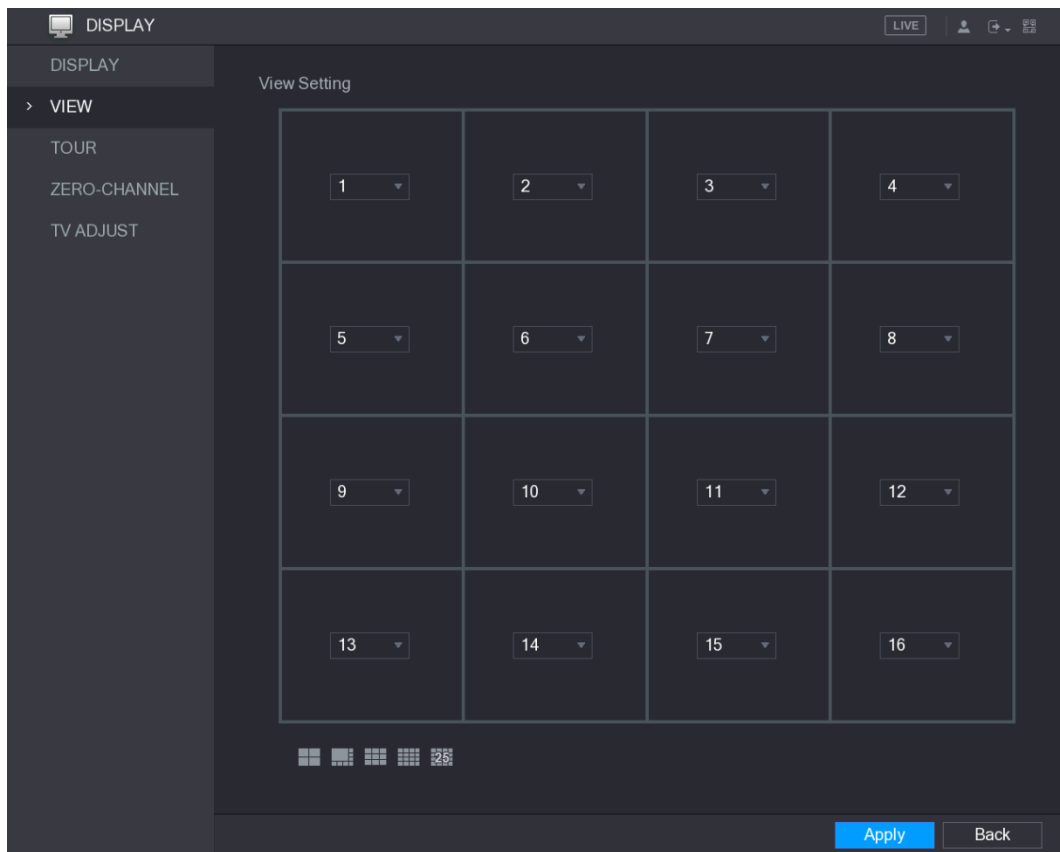 DISPLAY LIVE
DISPLAY
VIEW
TOUR
ZERO-CHANNEL
TV ADJUST
View Setting
1 2 3 4
5 6 7 8
9 10 11 12
13 14 15 16
25
Apply Back